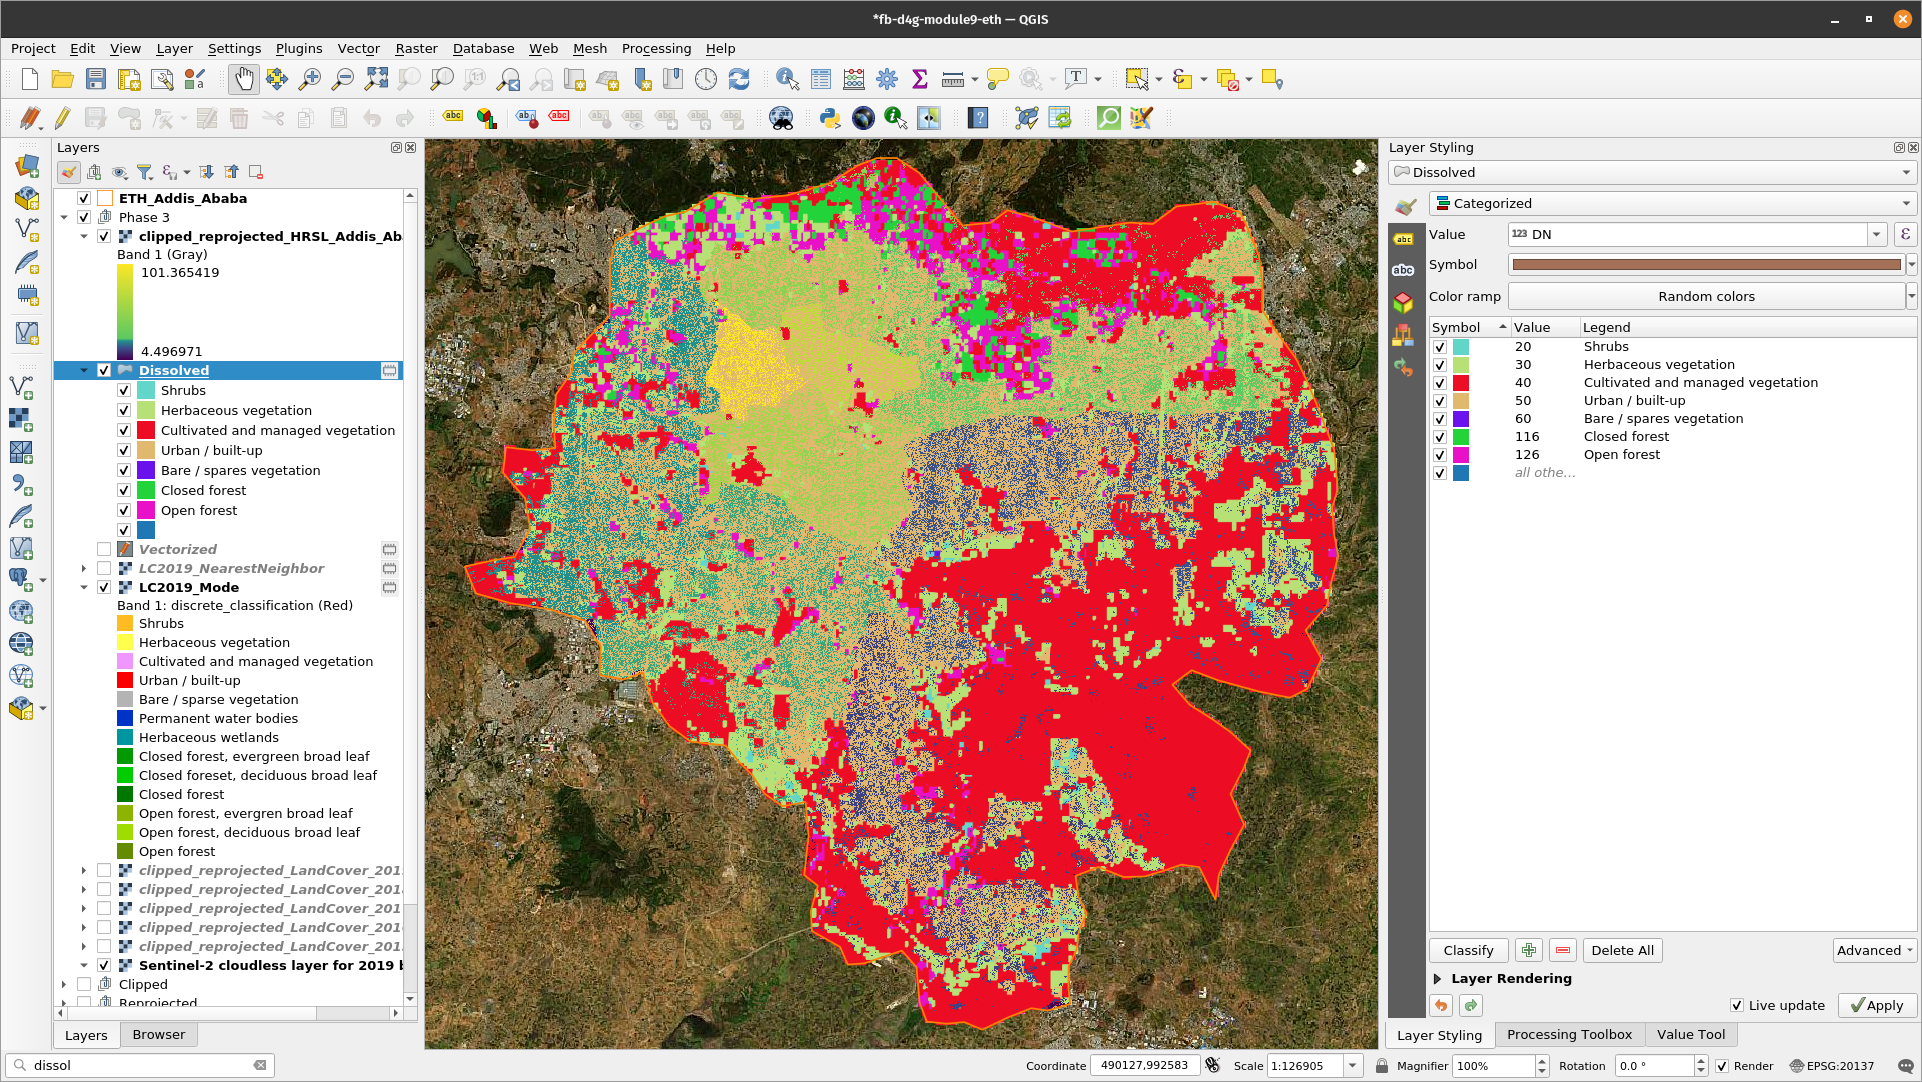 *fb-d4g-module9-eth — QGIS
Project Edit View Layer Settings Plugins Vector Raster Database Web Mesh Processing Help
Layers
ETH_Addis_Ababa
Phase 3
clipped_reprojected_HRSL_Addis_Ab
Band 1 (Gray)
101.365419
4.496971
Dissolved
Shrubs
Herbaceous vegetation
Cultivated and managed vegetation
Urban / built-up
Bare / spares vegetation
Closed forest
Open forest
Vectorized
LC2019_NearestNeighbor
LC2019_Mode
Band 1: discrete_classification (Red)
Shrubs
Herbaceous vegetation
Cultivated and managed vegetation
Urban / built-up
Bare / sparse vegetation
Permanent water bodies
Herbaceous wetlands
Closed forest, evergreen broad leaf
Closed foreset, deciduous broad leaf
Closed forest
Open forest, evergren broad leaf
Open forest, deciduous broad leaf
Open forest
clipped_reprojected_LandCover_201
clipped_reprojected_LandCover_201
clipped_reprojected_LandCover_201
clipped_reprojected_LandCover_201
clipped_reprojected_LandCover_201
Sentinel-2 cloudless layer for 2019 b
Clipped
Reprojected
Layers Browser
Layer Styling
Dissolved
Categorized
Value 123 DN
Symbol
Color ramp Random colors
Symbol Value Legend
20 Shrubs
30 Herbaceous vegetation
40 Cultivated and managed vegetation
50 Urban / built-up
60 Bare / spares vegetation
116 Closed forest
126 Open forest
all othe...
Classify Delete All Advanced
Layer Rendering
Live update Apply
Layer Styling Processing Toolbox Value Tool
dissol
Coordinate 490127,992583 Scale 1:126905 Magnifier 100% Rotation 0.0 ° Render EPSG:20137